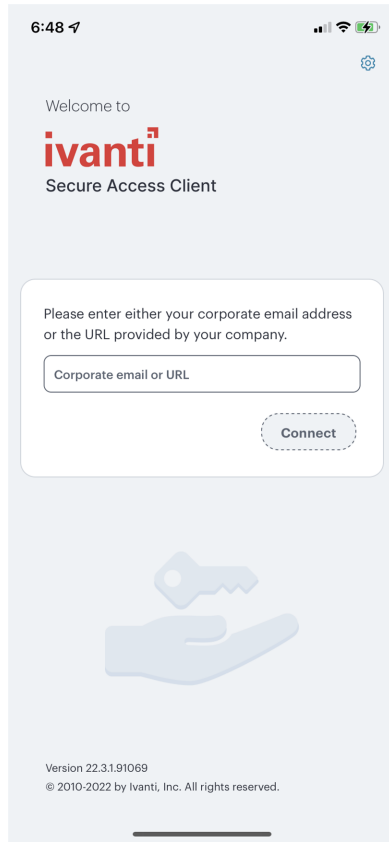 6:48
Welcome to
ivanti
Secure Access Client
Please enter either your corporate email address
or the URL provided by your company.
Corporate email or URL
Connect
Version 22.3.1.91069
© 2010-2022 by Ivanti, Inc. All rights reserved.